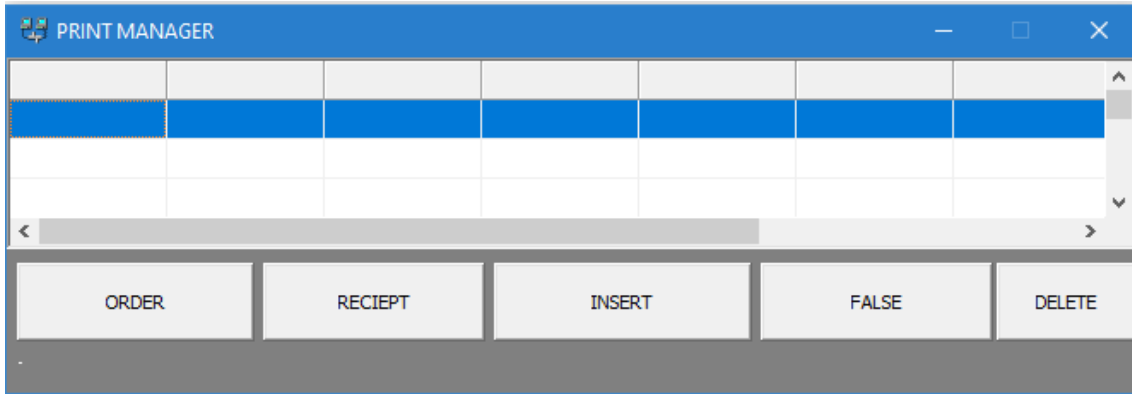 PRINT MANAGER
ORDER RECIEPT INSERT FALSE DELETE
-